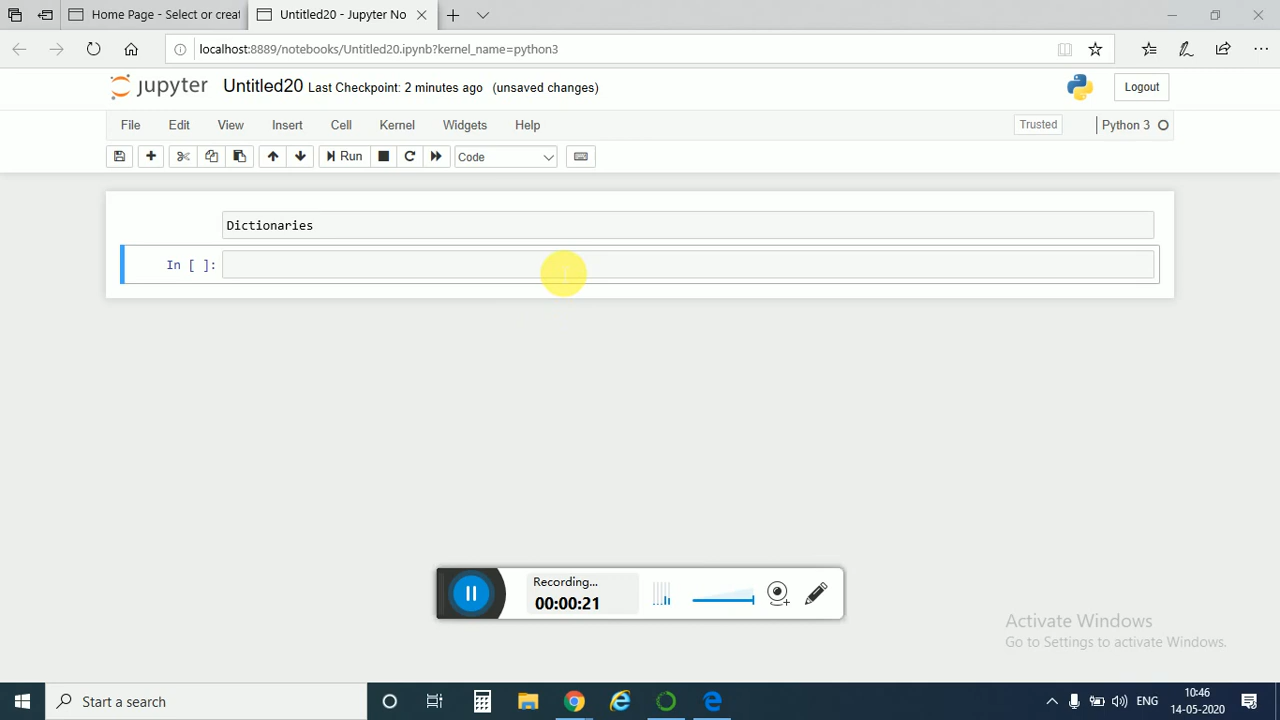 Home Page - Select or creat
Untitled20 - Jupyter No
localhost:8889/notebooks/Untitled20.ipynb?kernel_name=python3
jupyter Untitled20 Last Checkpoint: 2 minutes ago (unsaved changes)
Logout
File Edit View Insert Cell Kernel Widgets Help
Trusted
Python 3
Run
Code
Dictionaries
In [ ]:
Recording...
00:00:21
Activate Windows
Go to Settings to activate Windows.
Start a search
ENG
10:46
14-05-2020